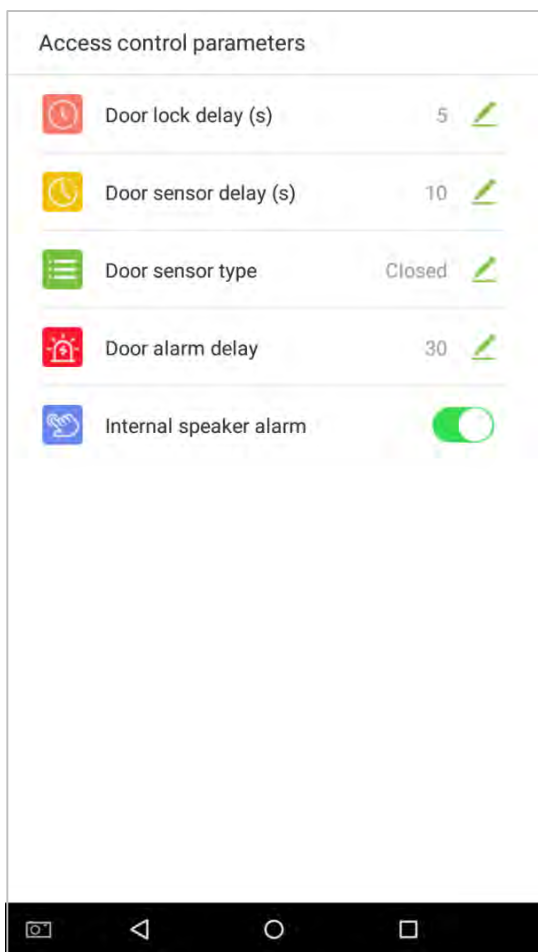 Access control parameters
Door lock delay (s) 5
Door sensor delay (s) 10
Door sensor type Closed
Door alarm delay 30
Internal speaker alarm